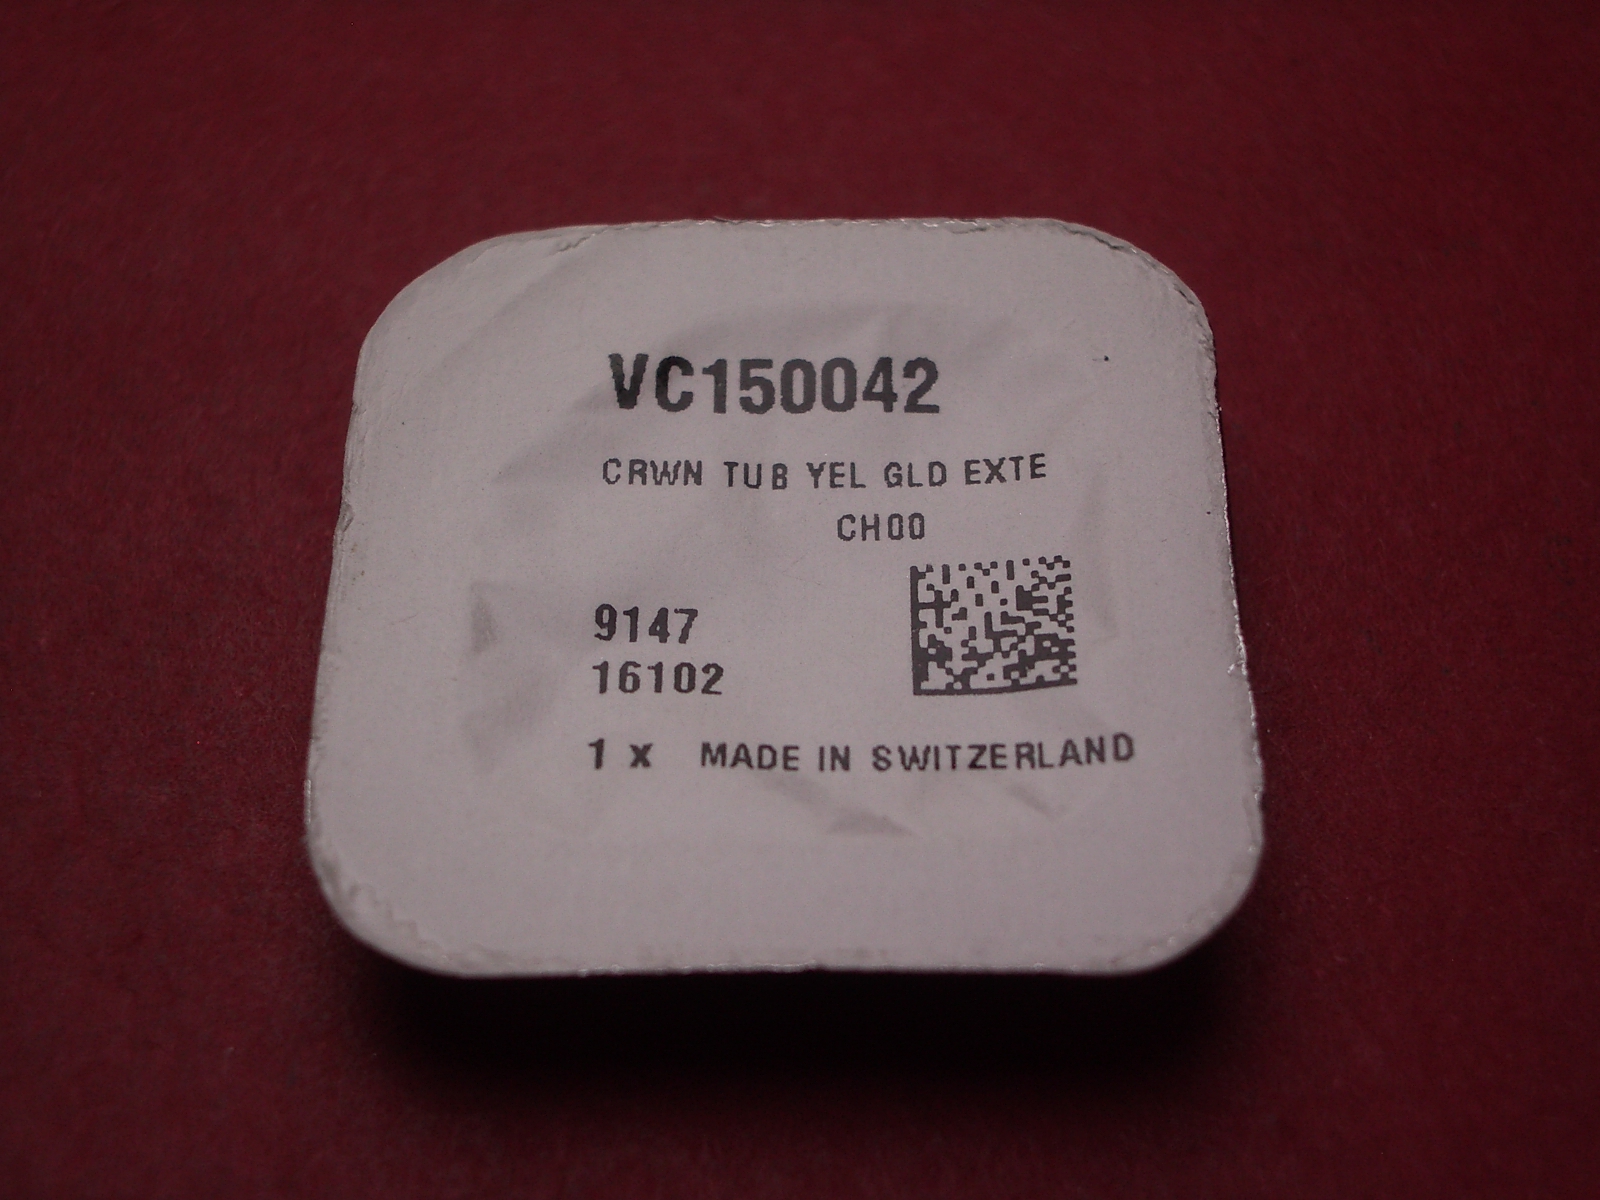 VC150042
CRWN TUB YEL GLD EXTE
CH00
9147
16102
1 x MADE IN SWITZERLAND